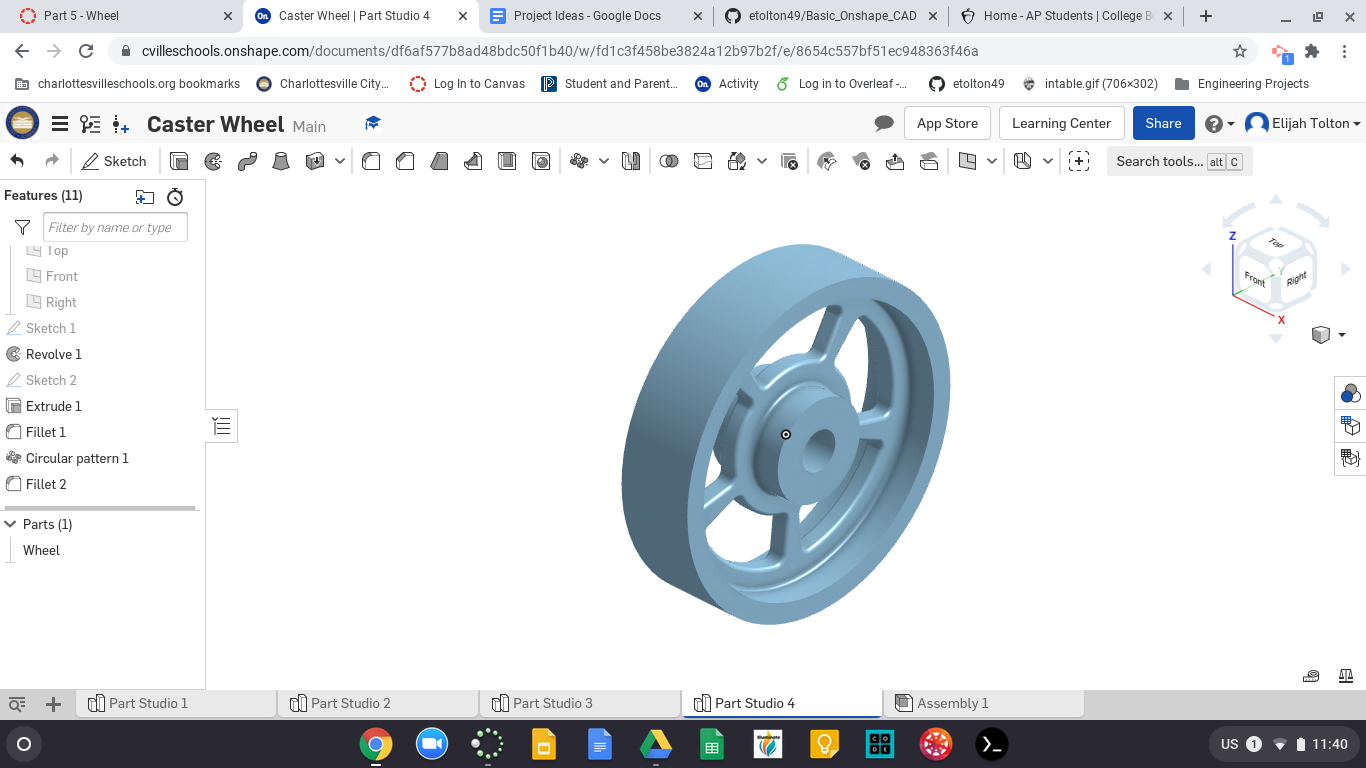 Part 5 - Wheel
Caster Wheel | Part Studio 4
Project Ideas - Google Docs
etolton49/Basic_Onshape_CAD
Home - AP Students | College B
cvilleschools.onshape.com/documents/df6af577b8ad48bdc50f1b40/w/fd1c3f458be3824a12b97b2f/e/8654c557bf51ec948363f46a
1
charlottesvilleschools.org bookmarks
Charlottesville City…
Log In to Canvas
Student and Parent…
On
Activity
Log in to Overleaf -…
etolton49
intable.gif (706×302)
Engineering Projects
Caster Wheel Main
App Store
Learning Center
Share
Elijah Tolton
Sketch
Search tools... alt C
Features (11)
Filter by name or type
Top
Front
Right
Sketch 1
Revolve 1
Sketch 2
Extrude 1
Fillet 1
Circular pattern 1
Fillet 2
Parts (1)
Wheel
Z
Top
Y
Front
Right
X
Part Studio 1
Part Studio 2
Part Studio 3
Part Studio 4
Assembly 1
US 1 11:40